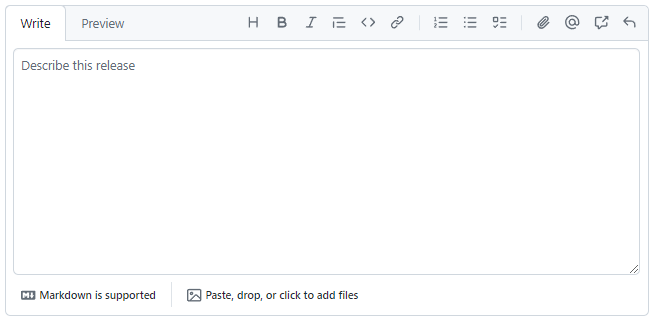 Write Preview H B I
Describe this release
Markdown is supported Paste, drop, or click to add files